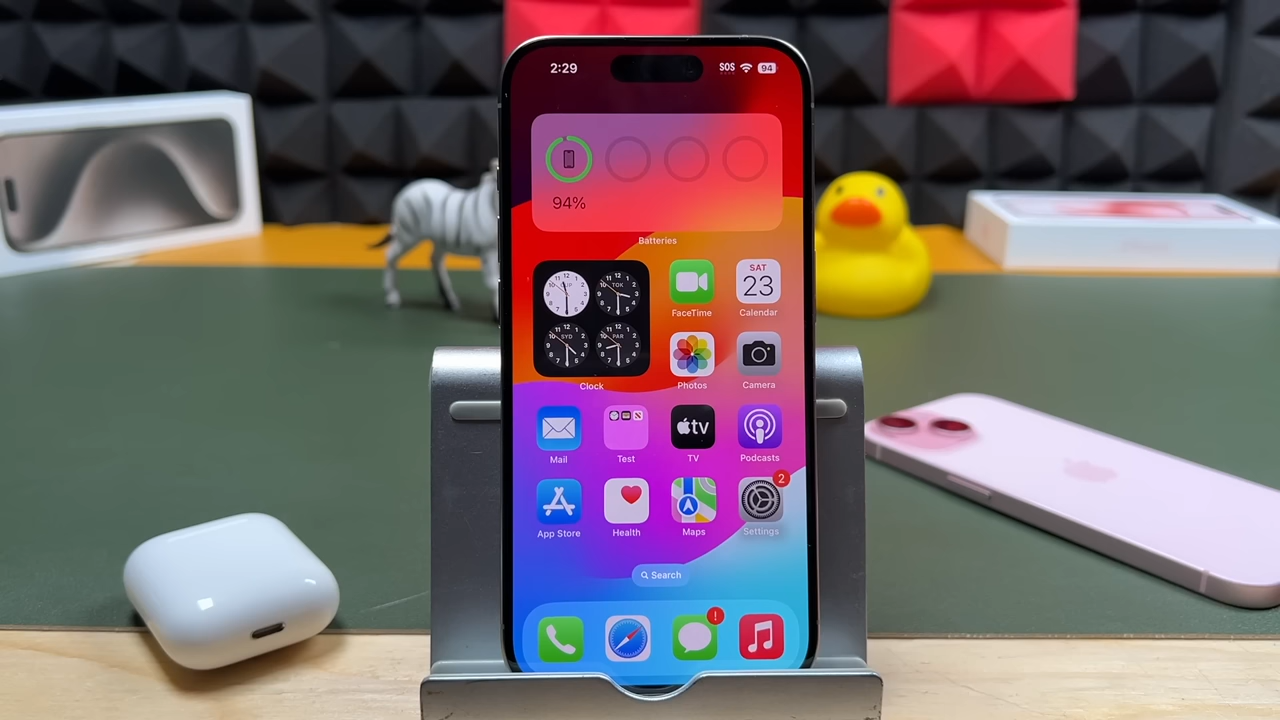 2:29 SOS 94
94%
Batteries
CUP TOK
SYD PAR
Clock
FaceTime
SAT
23
Calendar
Photos
Camera
Mail
Test
tv
TV
Podcasts
2
App Store
Health
Maps
Settings
Search
!